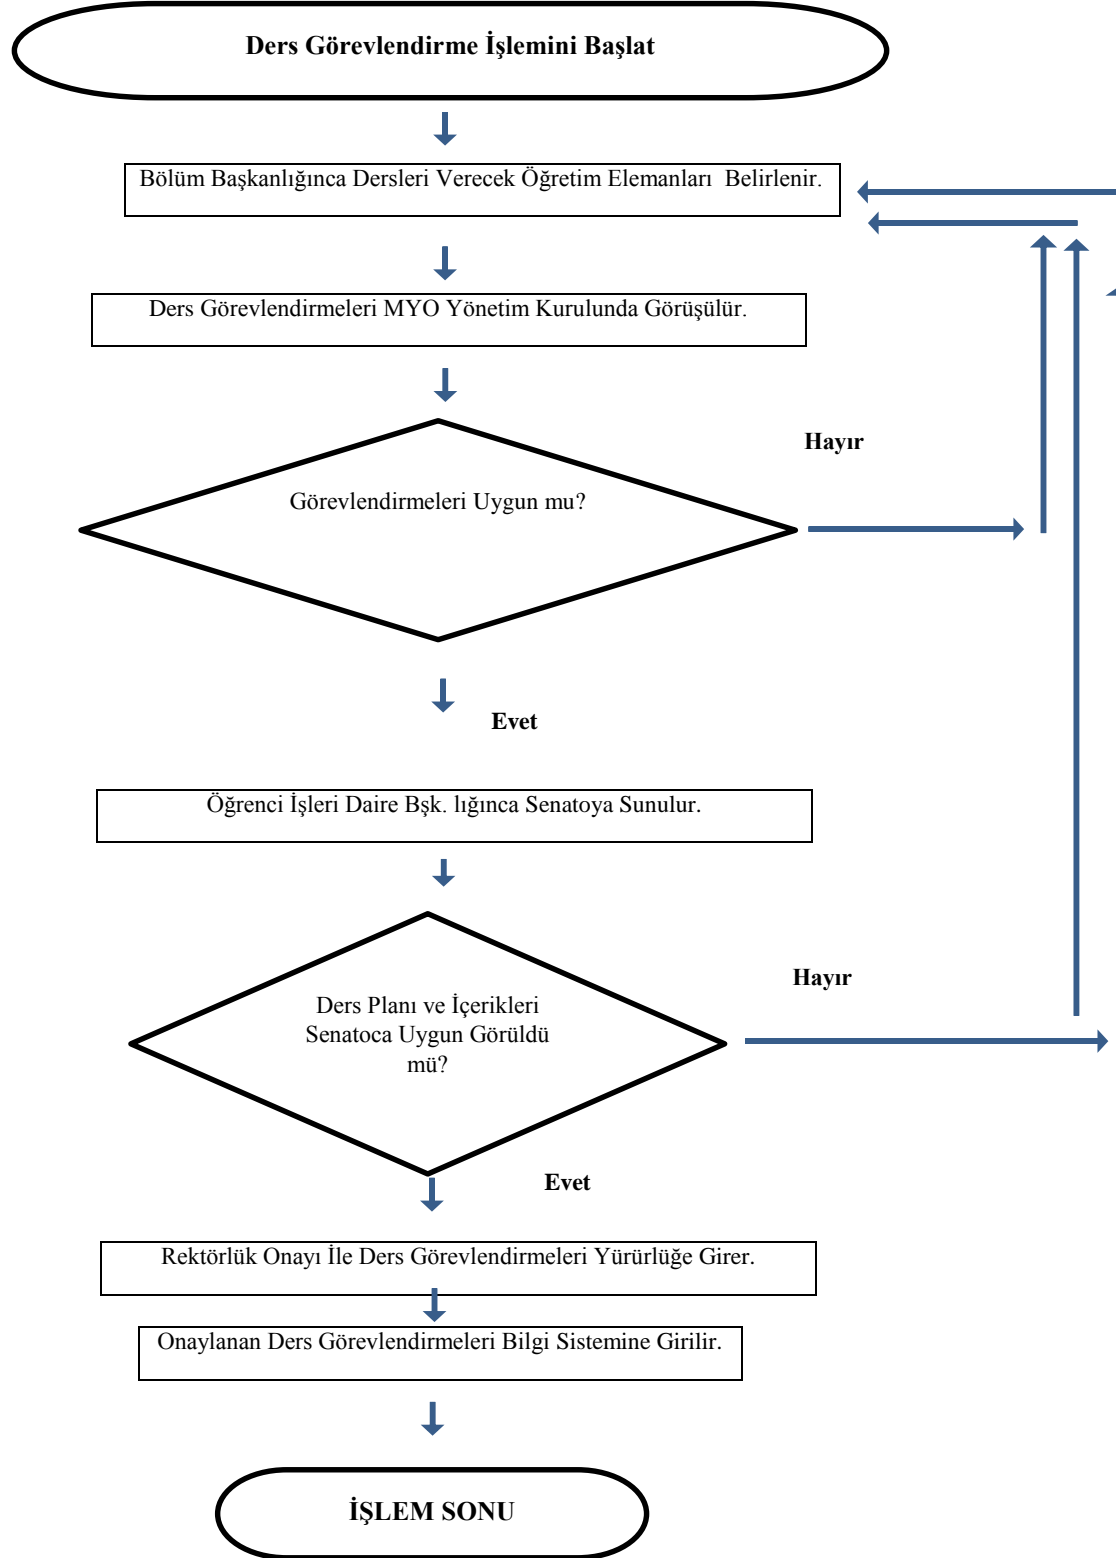 Ders Görevlendirme İşlemini Başlat
Bölüm Başkanlığınca Dersleri Verecek Öğretim Elemanları Belirlenir.
Ders Görevlendirmeleri MYO Yönetim Kurulunda Görüşülür.
Hayır
Görevlendirmeleri Uygun mu?
Evet
Öğrenci İşleri Daire Bşk. lığınca Senatoya Sunulur.
Hayır
Ders Planı ve İçerikleri
Senatoca Uygun Görüldü
mü?
Evet
Rektörlük Onayı İle Ders Görevlendirmeleri Yürürlüğe Girer.
Onaylanan Ders Görevlendirmeleri Bilgi Sistemine Girilir.
İŞLEM SONU